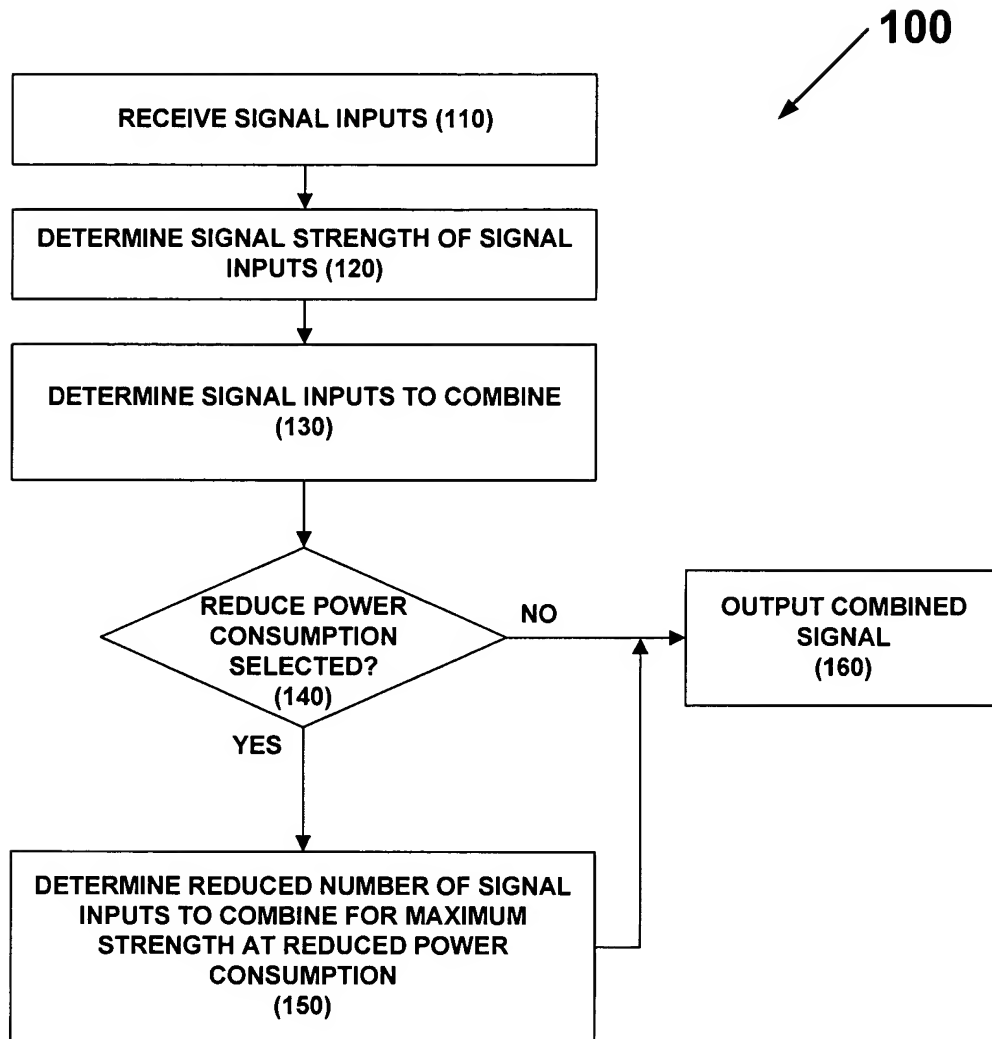 100
RECEIVE SIGNAL INPUTS (110)
DETERMINE SIGNAL STRENGTH OF SIGNAL
INPUTS (120)
DETERMINE SIGNAL INPUTS TO COMBINE
(130)
REDUCE POWER
CONSUMPTION
SELECTED?
(140)
NO
OUTPUT COMBINED
SIGNAL
(160)
YES
DETERMINE REDUCED NUMBER OF SIGNAL
INPUTS TO COMBINE FOR MAXIMUM
STRENGTH AT REDUCED POWER
CONSUMPTION
(150)